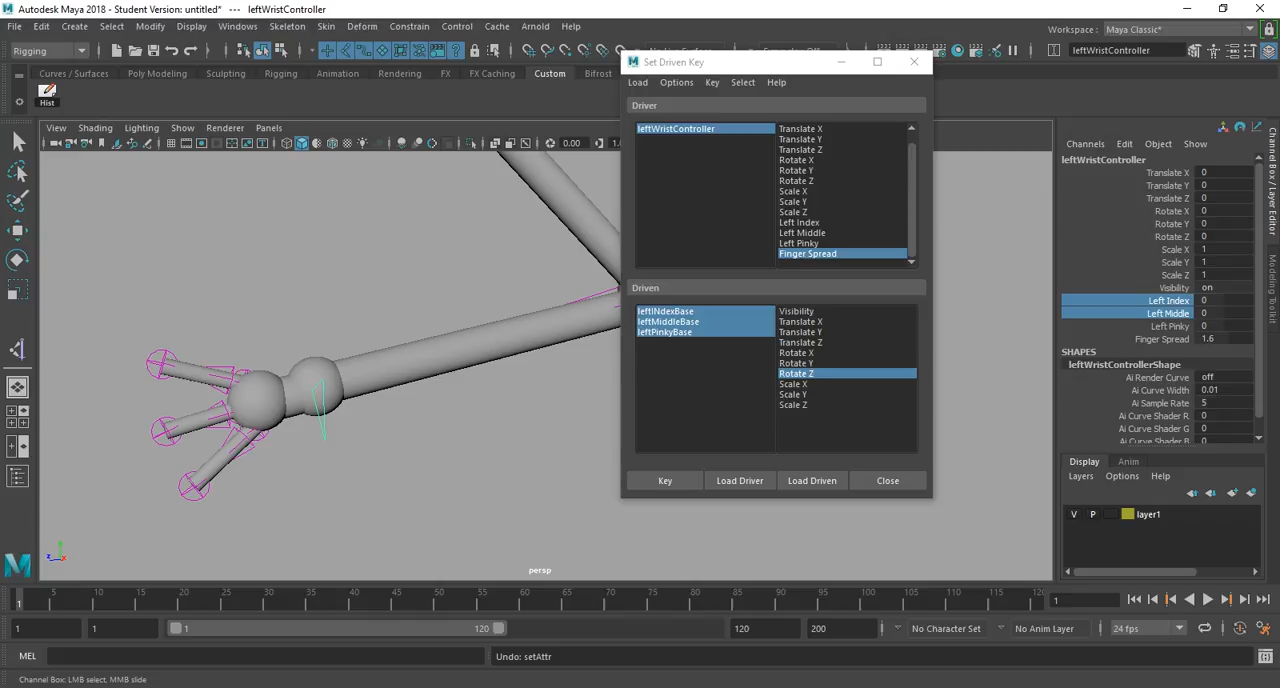 Autodesk Maya 2018 - Student Version: untitled*   ---   leftWristController
File Edit Create Select Modify Display Windows Skeleton Skin Deform Constrain Control Cache Arnold Help
Workspace : Maya Classic*
Rigging
leftWristController
Curves / Surfaces Poly Modeling Sculpting Rigging Animation Rendering FX FX Caching Custom Bifrost
Hist
View Shading Lighting Show Renderer Panels
0.00
Set Driven Key
Load Options Key Select Help
Driver
leftWristController
Translate X
Translate Y
Translate Z
Rotate X
Rotate Y
Rotate Z
Scale X
Scale Y
Scale Z
Left Index
Left Middle
Left Pinky
Finger Spread
Driven
leftINdexBase
leftMiddleBase
leftPinkyBase
Visibility
Translate X
Translate Y
Translate Z
Rotate X
Rotate Y
Rotate Z
Scale X
Scale Y
Scale Z
Key Load Driver Load Driven Close
Channels Edit Object Show
leftWristController
Translate X 0
Translate Y 0
Translate Z 0
Rotate X 0
Rotate Y 0
Rotate Z 0
Scale X 1
Scale Y 1
Scale Z 1
Visibility on
Left Index 0
Left Middle 0
Left Pinky 0
Finger Spread 1.6
SHAPES
leftWristControllerShape
Ai Render Curve off
Ai Curve Width 0.01
Ai Sample Rate 5
Ai Curve Shader R 0
Ai Curve Shader G 0
Ai Curve Shader B 0
Channel Box / Layer Editor
Modeling Toolkit
Display Anim
Layers Options Help
V P layer1
persp
5 10 15 20 25 30 35 40 45 50 55 60 65 70 75 80 85 90 95 100 105 110 115 120
1
1
1 1 1 120 120 200 No Character Set No Anim Layer 24 fps
MEL Undo: setAttr
Channel Box: LMB select, MMB slide